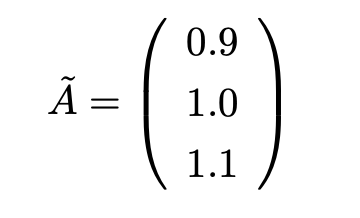 Ã = (
0.9
1.0
1.1
)